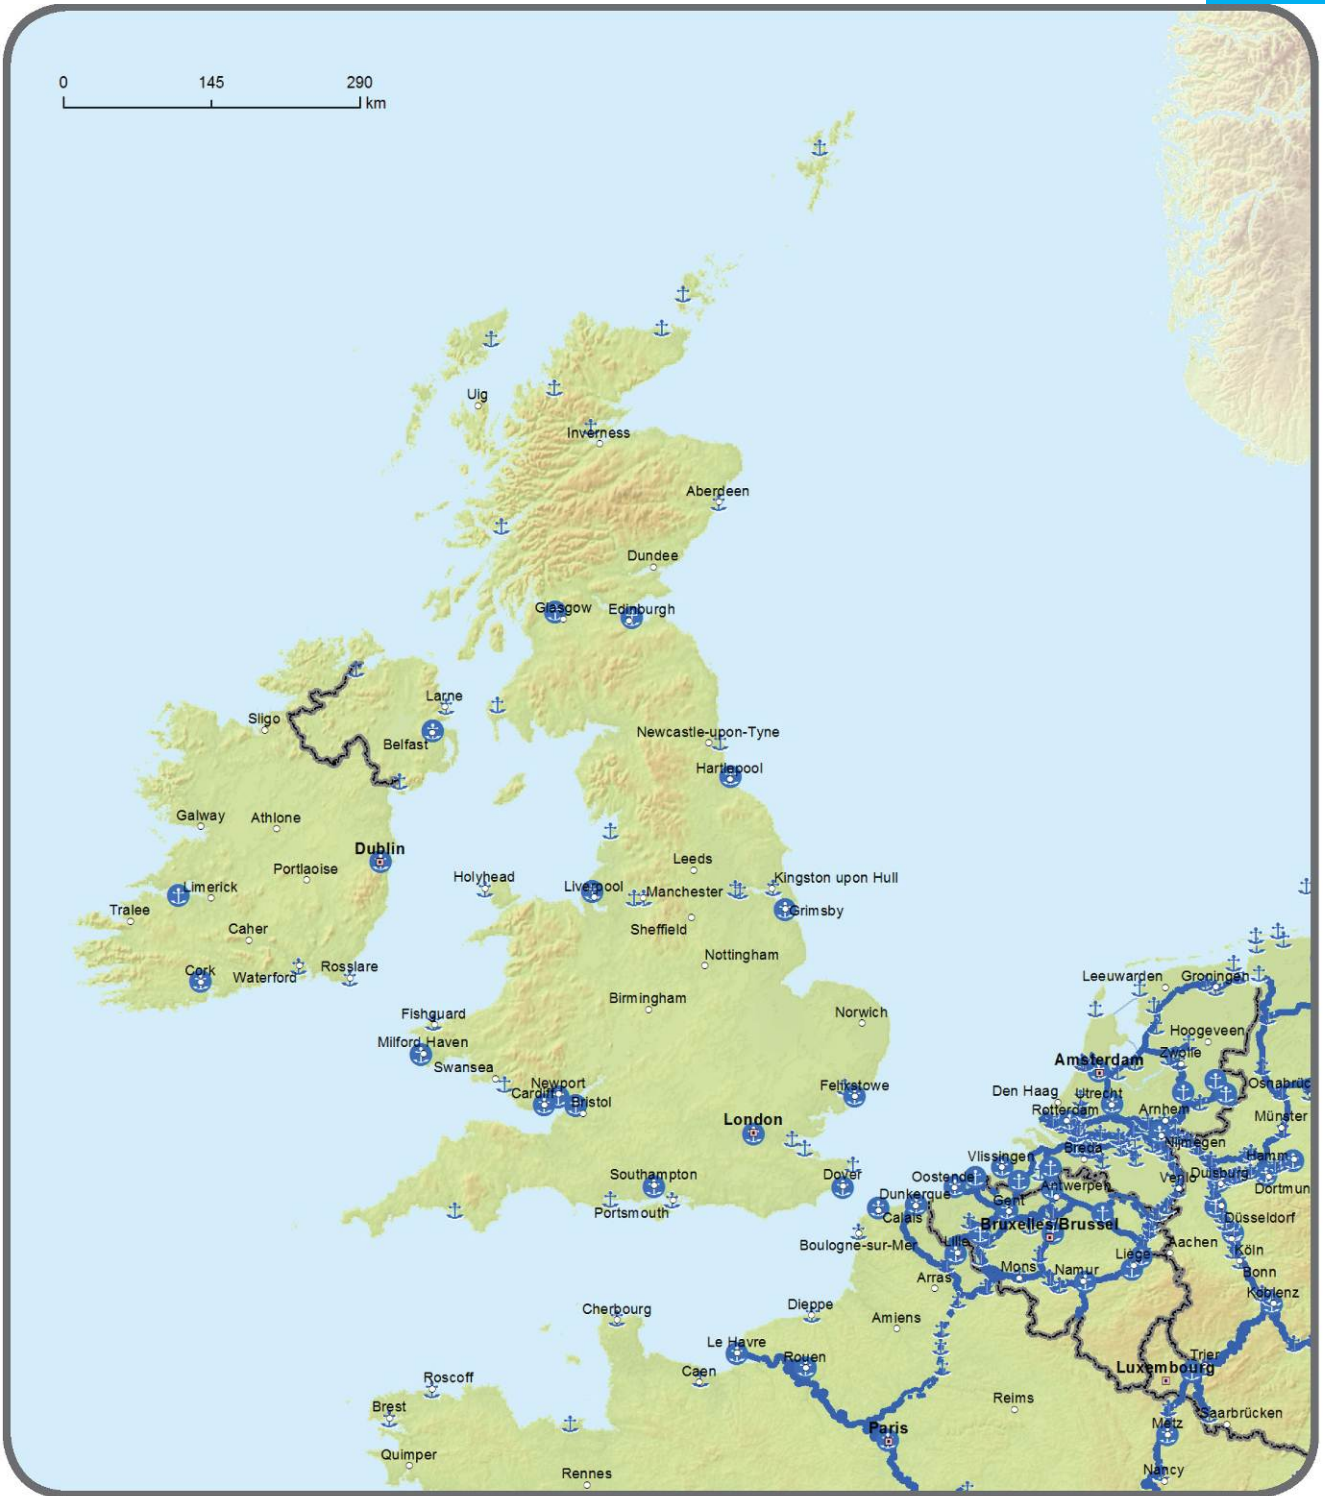 0 145 290
km
Uig
Inverness
Aberdeen
Dundee
Glasgow
Edinburgh
Larne
Sligo
Newcastle-upon-Tyne
Belfast
Hartlepool
Galway
Athlone
Dublin
Leeds
Portlaoise
Holyhead
Kingston upon Hull
Limerick
Liverpool
Manchester
Tralee
Grimsby
Caher
Sheffield
Nottingham
Cork
Waterford
Rosslare
Leeuwarden
Groningen
Birmingham
Fishguard
Norwich
Hoogeveen
Milford Haven
Zwolle
Amsterdam
Swansea
Newport
Felixstowe
Osnabrüc
Cardiff
Den Haag
Utrecht
Bristol
Rotterdam
Arnhem
Münster
London
Nijmegen
Breda
Vlissingen
Hamm
Southampton
Dover
Oostende
Venlo
Duisburg
Antwerpen
Dortmun
Dunkerque
Gent
Portsmouth
Calais
Düsseldorf
Bruxelles/Brussel
Boulogne-sur-Mer
Lille
Aachen
Liège
Köln
Mons
Namur
Bonn
Arras
Koblenz
Cherbourg
Dieppe
Amiens
Le Havre
Rouen
Trier
Luxembourg
Caen
Roscoff
Reims
Brest
Saarbrücken
Metz
Paris
Quimper
Nancy
Rennes